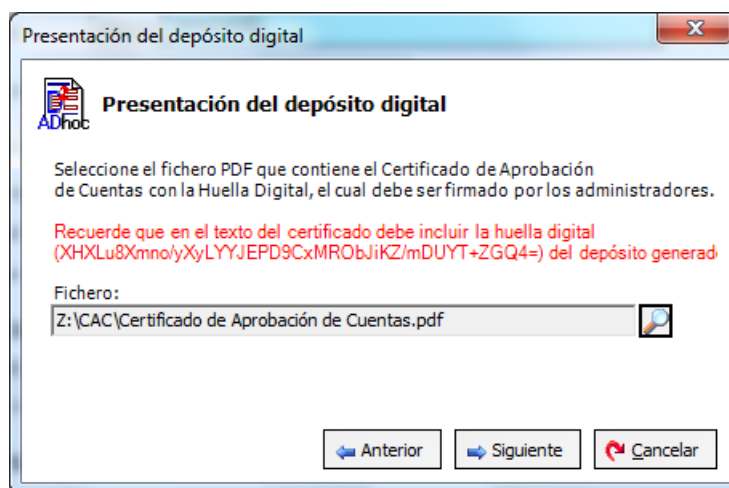 Presentación del depósito digital
ADhoc
Presentación del depósito digital
Seleccione el fichero PDF que contiene el Certificado de Aprobación
de Cuentas con la Huella Digital, el cual debe ser firmado por los administradores.
Recuerde que en el texto del certificado debe incluir la huella digital
(XHXLu8Xmno/yXyLYYJEPD9CxMRObJiKZ/mDUYT+ZGQ4=) del depósito generad
Fichero:
Z:\CAC\Certificado de Aprobación de Cuentas.pdf
Anterior
Siguiente
Cancelar